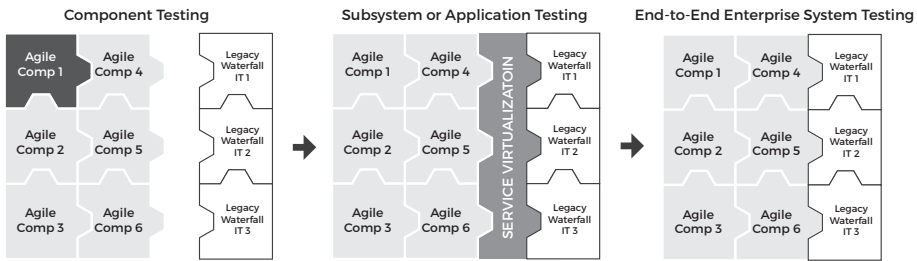 Component Testing
Agile
Comp 1
Agile
Comp 4
Legacy
Waterfall
IT 1
Agile
Comp 2
Agile
Comp 5
Legacy
Waterfall
IT 2
Agile
Comp 3
Agile
Comp 6
Legacy
Waterfall
IT 3
Subsystem or Application Testing
Agile
Comp 1
Agile
Comp 4
SERVICE VIRTUALIZATOIN
Legacy
Waterfall
IT 1
Agile
Comp 2
Agile
Comp 5
Legacy
Waterfall
IT 2
Agile
Comp 3
Agile
Comp 6
Legacy
Waterfall
IT 3
End-to-End Enterprise System Testing
Agile
Comp 1
Agile
Comp 4
Legacy
Waterfall
IT 1
Agile
Comp 2
Agile
Comp 5
Legacy
Waterfall
IT 2
Agile
Comp 3
Agile
Comp 6
Legacy
Waterfall
IT 3